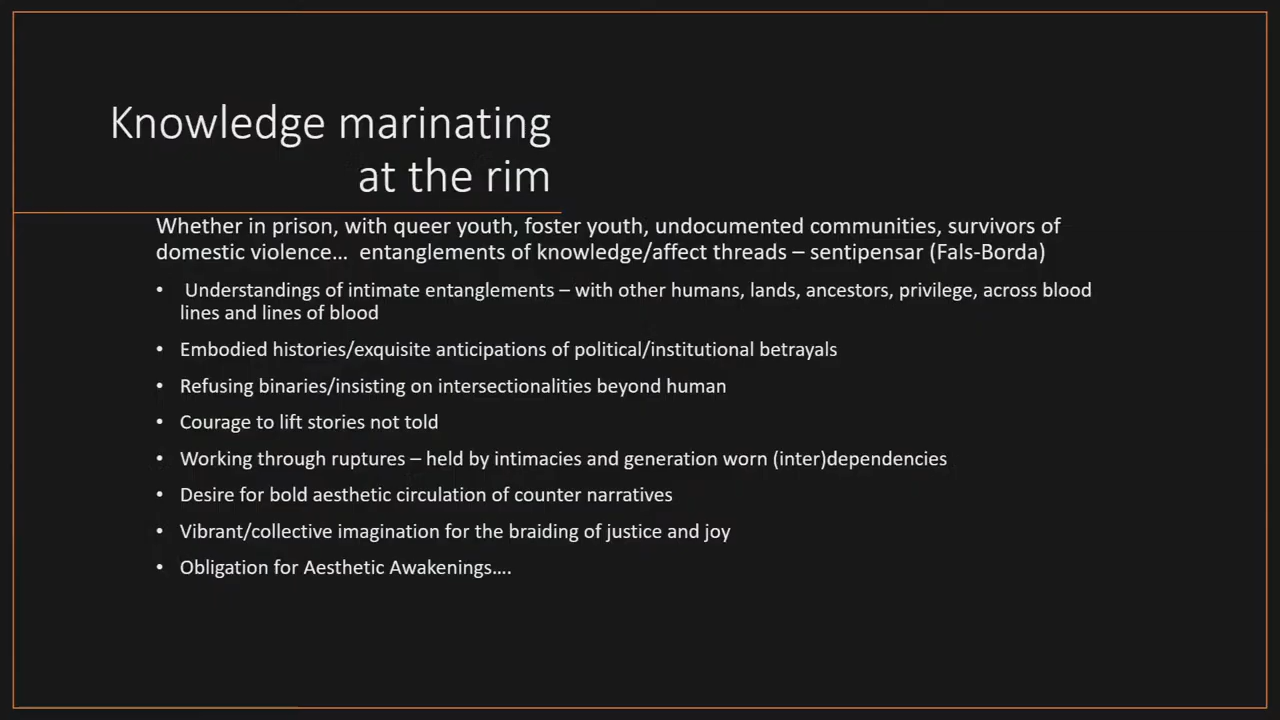 Knowledge marinating
at the rim
Whether in prison, with queer youth, foster youth, undocumented communities, survivors of
domestic violence…  entanglements of knowledge/affect threads – sentipensar (Fals-Borda)
•  Understandings of intimate entanglements – with other humans, lands, ancestors, privilege, across blood
lines and lines of blood
• Embodied histories/exquisite anticipations of political/institutional betrayals
• Refusing binaries/insisting on intersectionalities beyond human
• Courage to lift stories not told
• Working through ruptures – held by intimacies and generation worn (inter)dependencies
• Desire for bold aesthetic circulation of counter narratives
• Vibrant/collective imagination for the braiding of justice and joy
• Obligation for Aesthetic Awakenings….